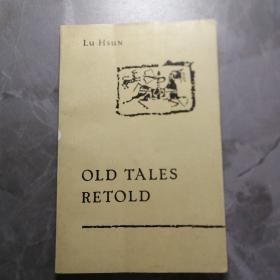 Lu Hsun
OLD TALES
RETOLD